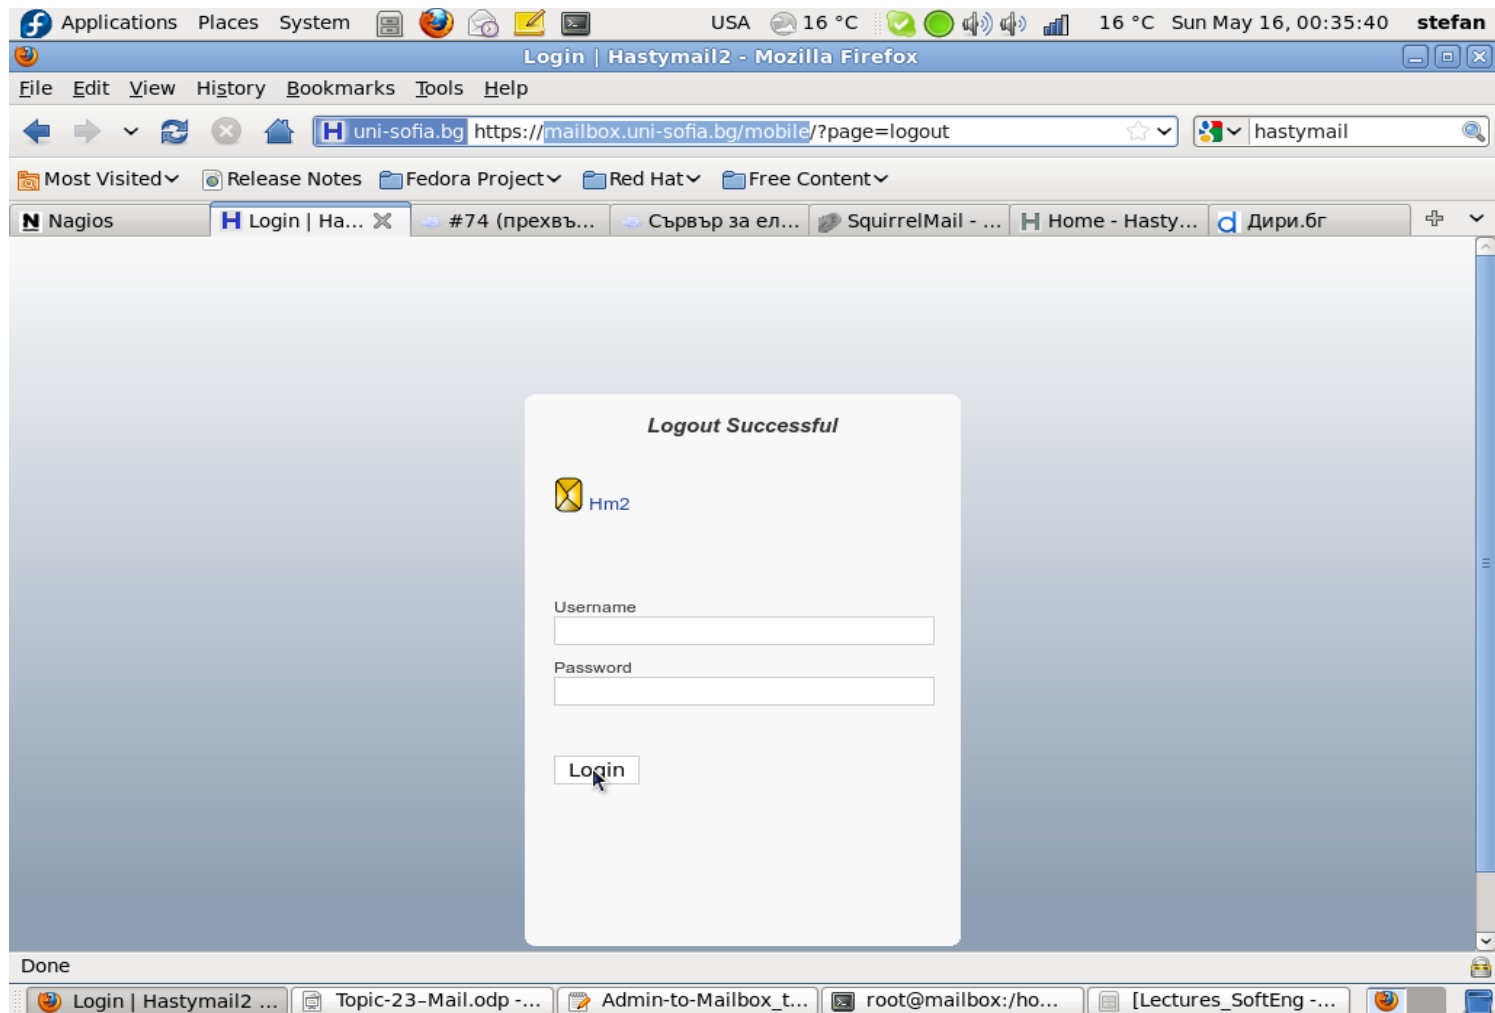 Applications Places System USA 16 °C 16 °C Sun May 16, 00:35:40 stefan
Login | Hastymail2 - Mozilla Firefox
File Edit View History Bookmarks Tools Help
uni-sofia.bg https://mailbox.uni-sofia.bg/mobile/?page=logout hastymail
Most Visited Release Notes Fedora Project Red Hat Free Content
Nagios Login | Ha... #74 (прехвъ... Сървър за ел... SquirrelMail - ... Home - Hasty... Дири.бг
Logout Successful
Hm2
Username
Password
Login
Done
Login | Hastymail2 ... Topic-23–Mail.odp -... Admin-to-Mailbox_t... root@mailbox:/ho... [Lectures_SoftEng -...